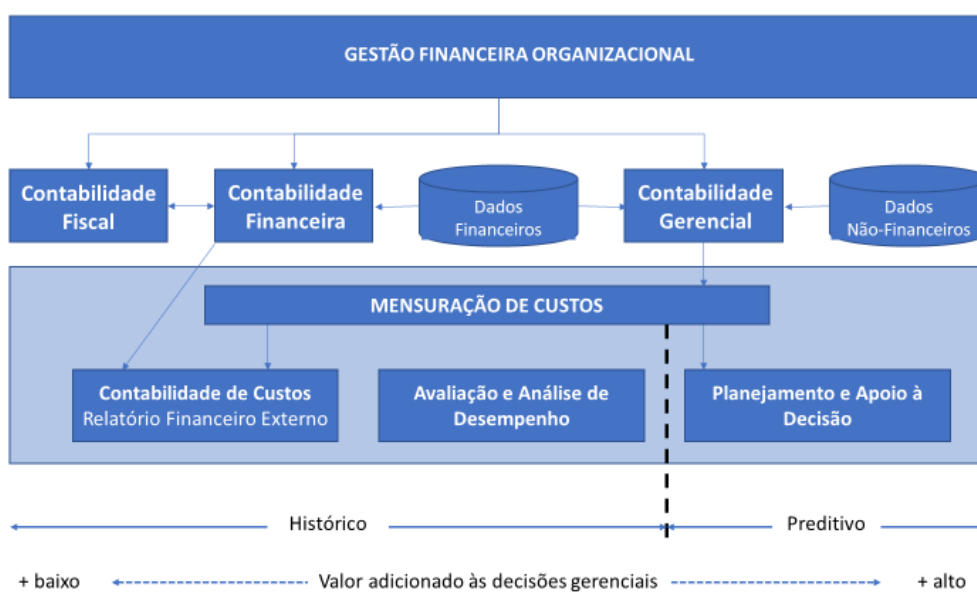 GESTÃO FINANCEIRA ORGANIZACIONAL
Contabilidade
Fiscal
Contabilidade
Financeira
Dados
Financeiros
Contabilidade
Gerencial
Dados
Não-Financeiros
MENSURAÇÃO DE CUSTOS
Contabilidade de Custos
Relatório Financeiro Externo
Avaliação e Análise de
Desempenho
Planejamento e Apoio à
Decisão
Histórico
Preditivo
+ baixo
Valor adicionado às decisões gerenciais
+ alto